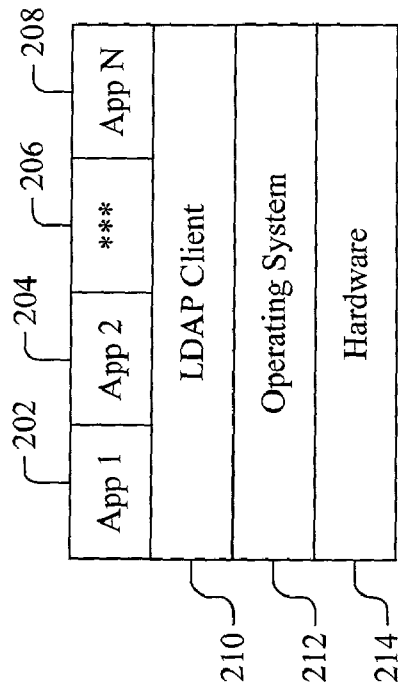 202 204 206 208
App 1 App 2 *** App N
LDAP Client
210
Operating System
212
Hardware
214